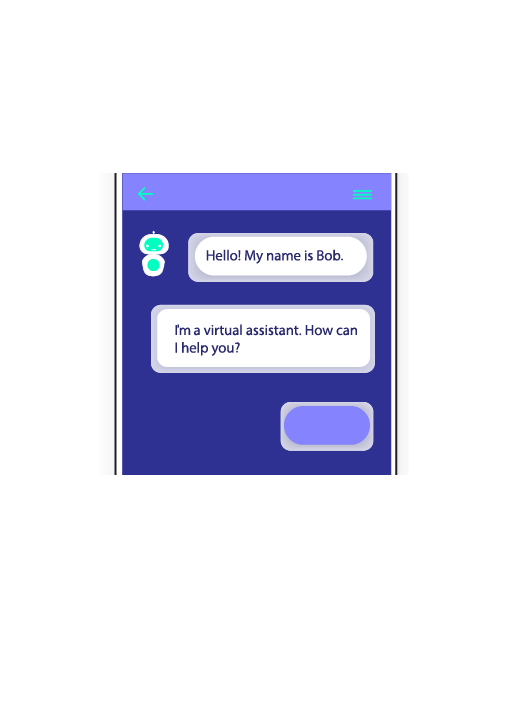 Hello! My name is Bob.
I'm a virtual assistant. How can
I help you?